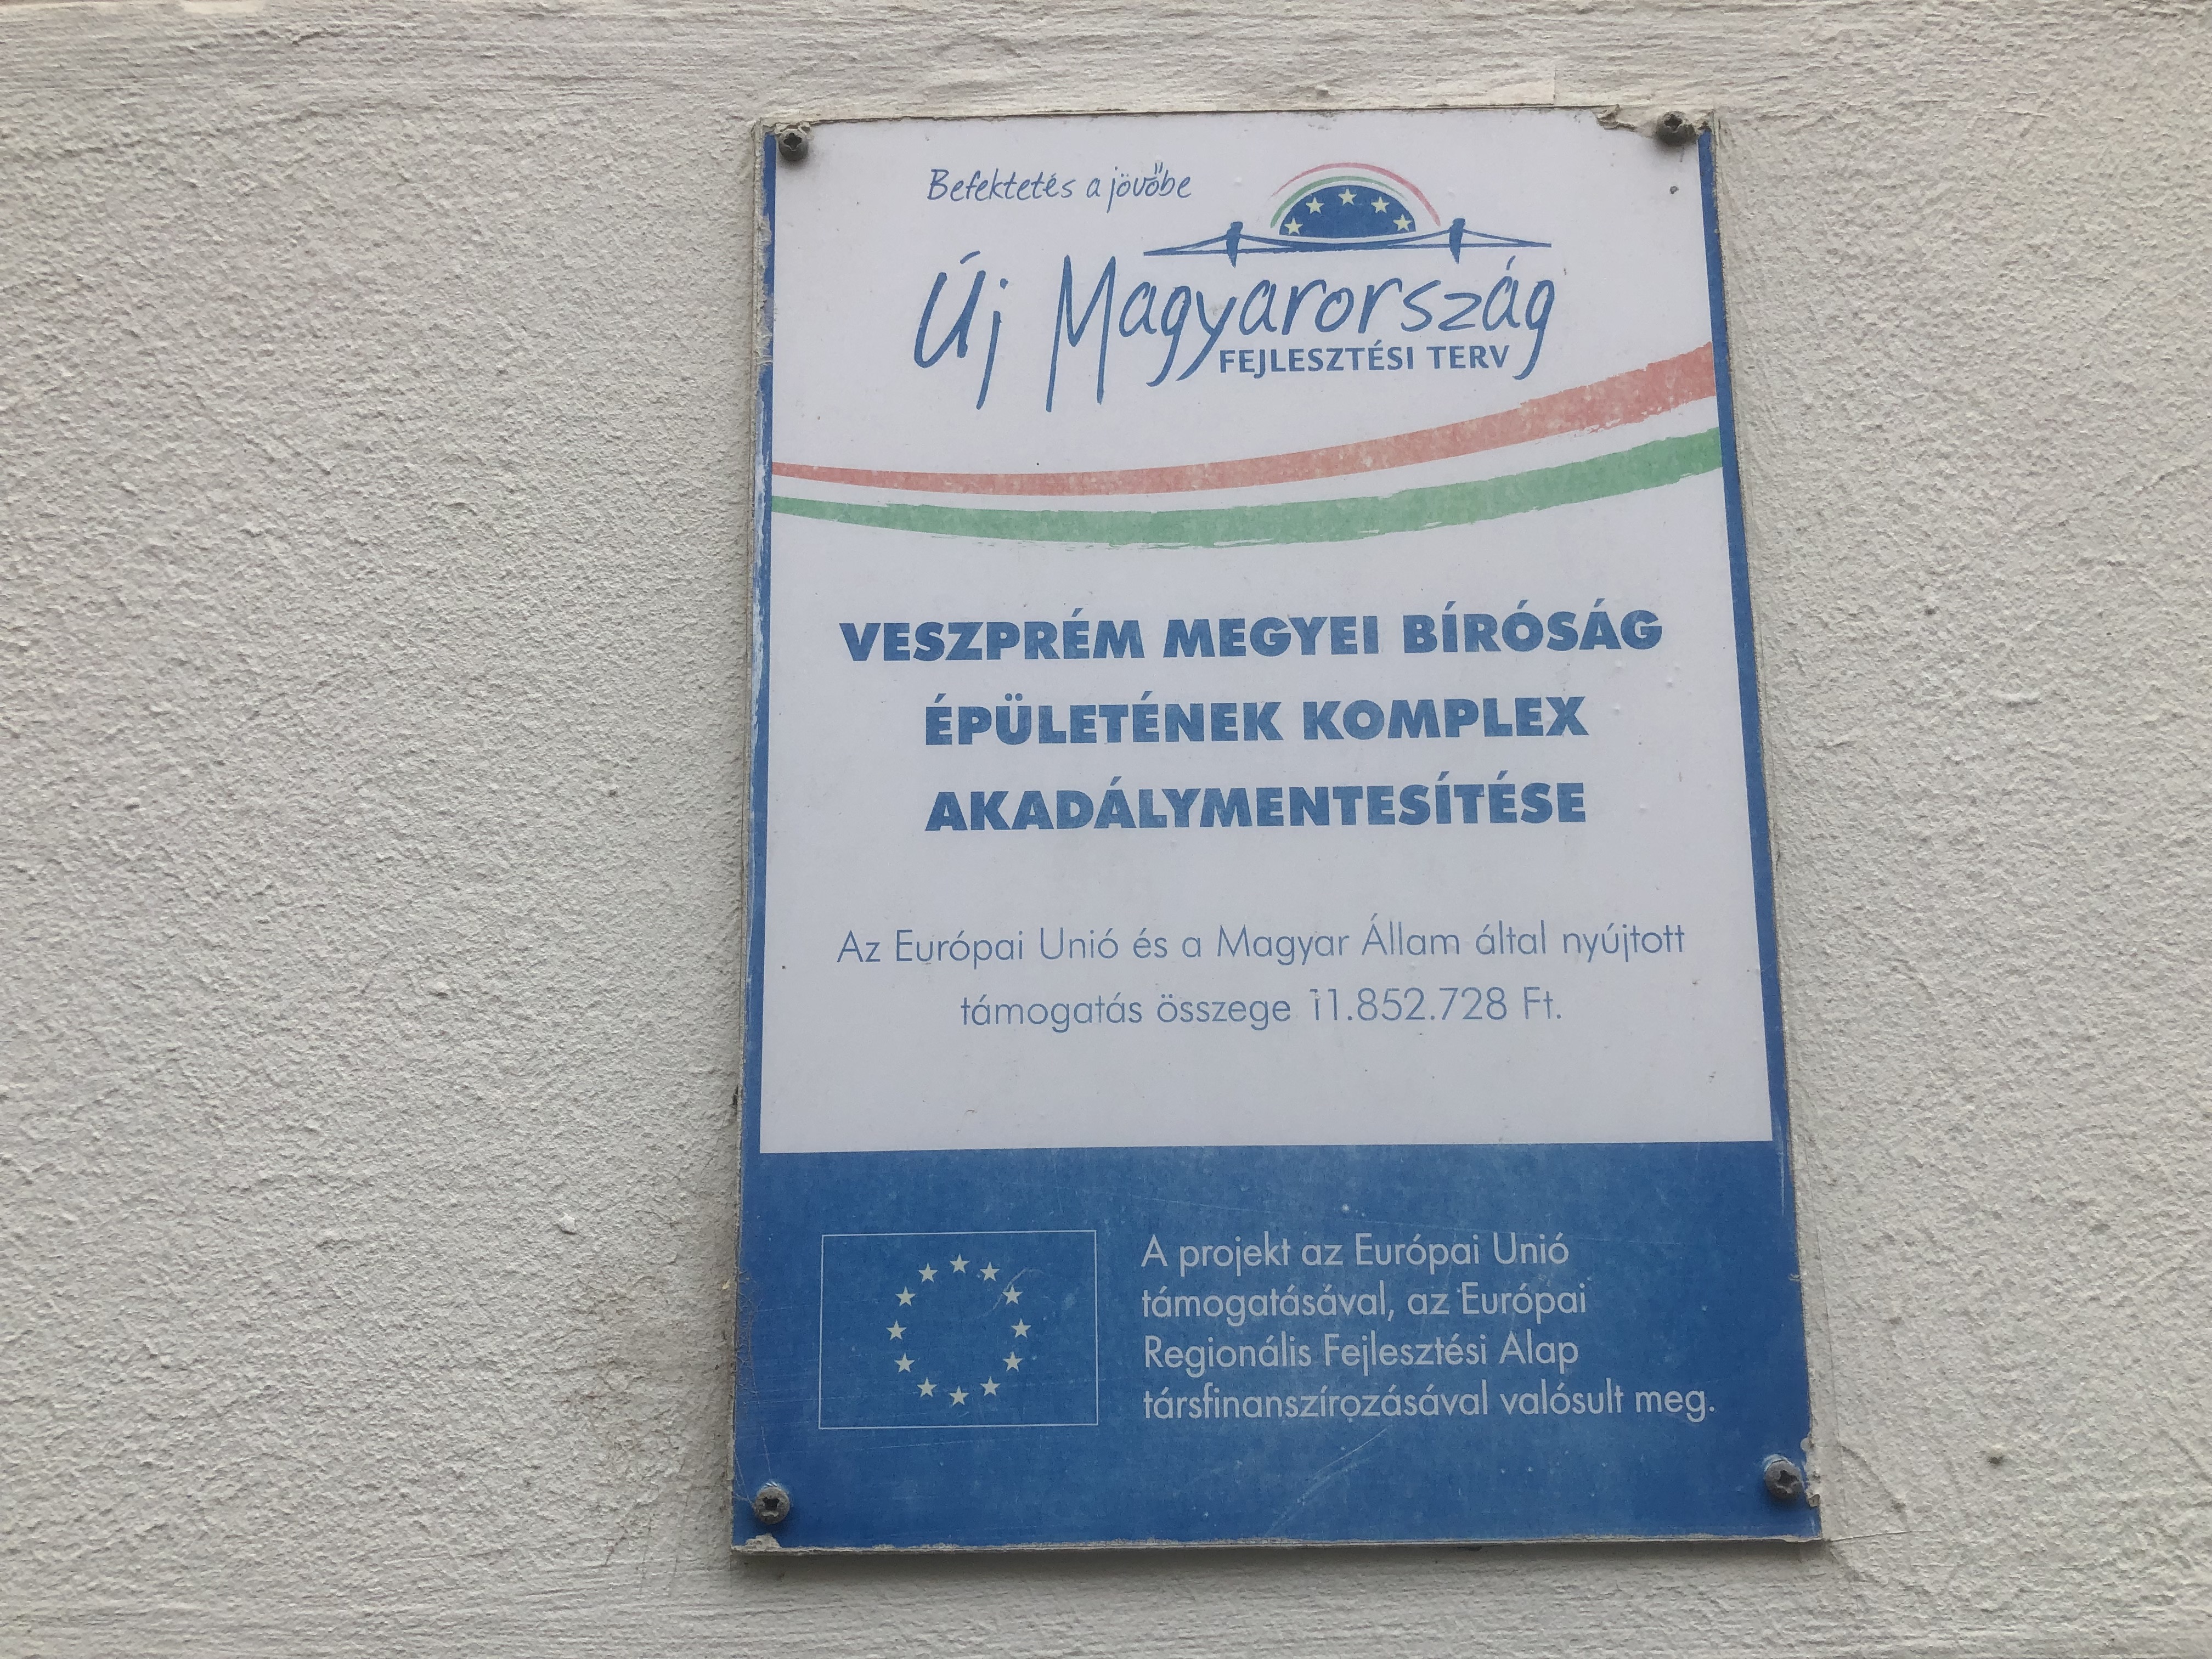 Befektetés a jövőbe
Új Magyarország
FEJLESZTÉSI TERV
VESZPRÉM MEGYEI BÍRÓSÁG
ÉPÜLETÉNEK KOMPLEX
AKADÁLYMENTESÍTÉSE
Az Európai Unió és a Magyar Állam által nyújtott
támogatás összege 11.852.728 Ft.
A projekt az Európai Unió
támogatásával, az Európai
Regionális Fejlesztési Alap
társfinanszírozásával valósult meg.